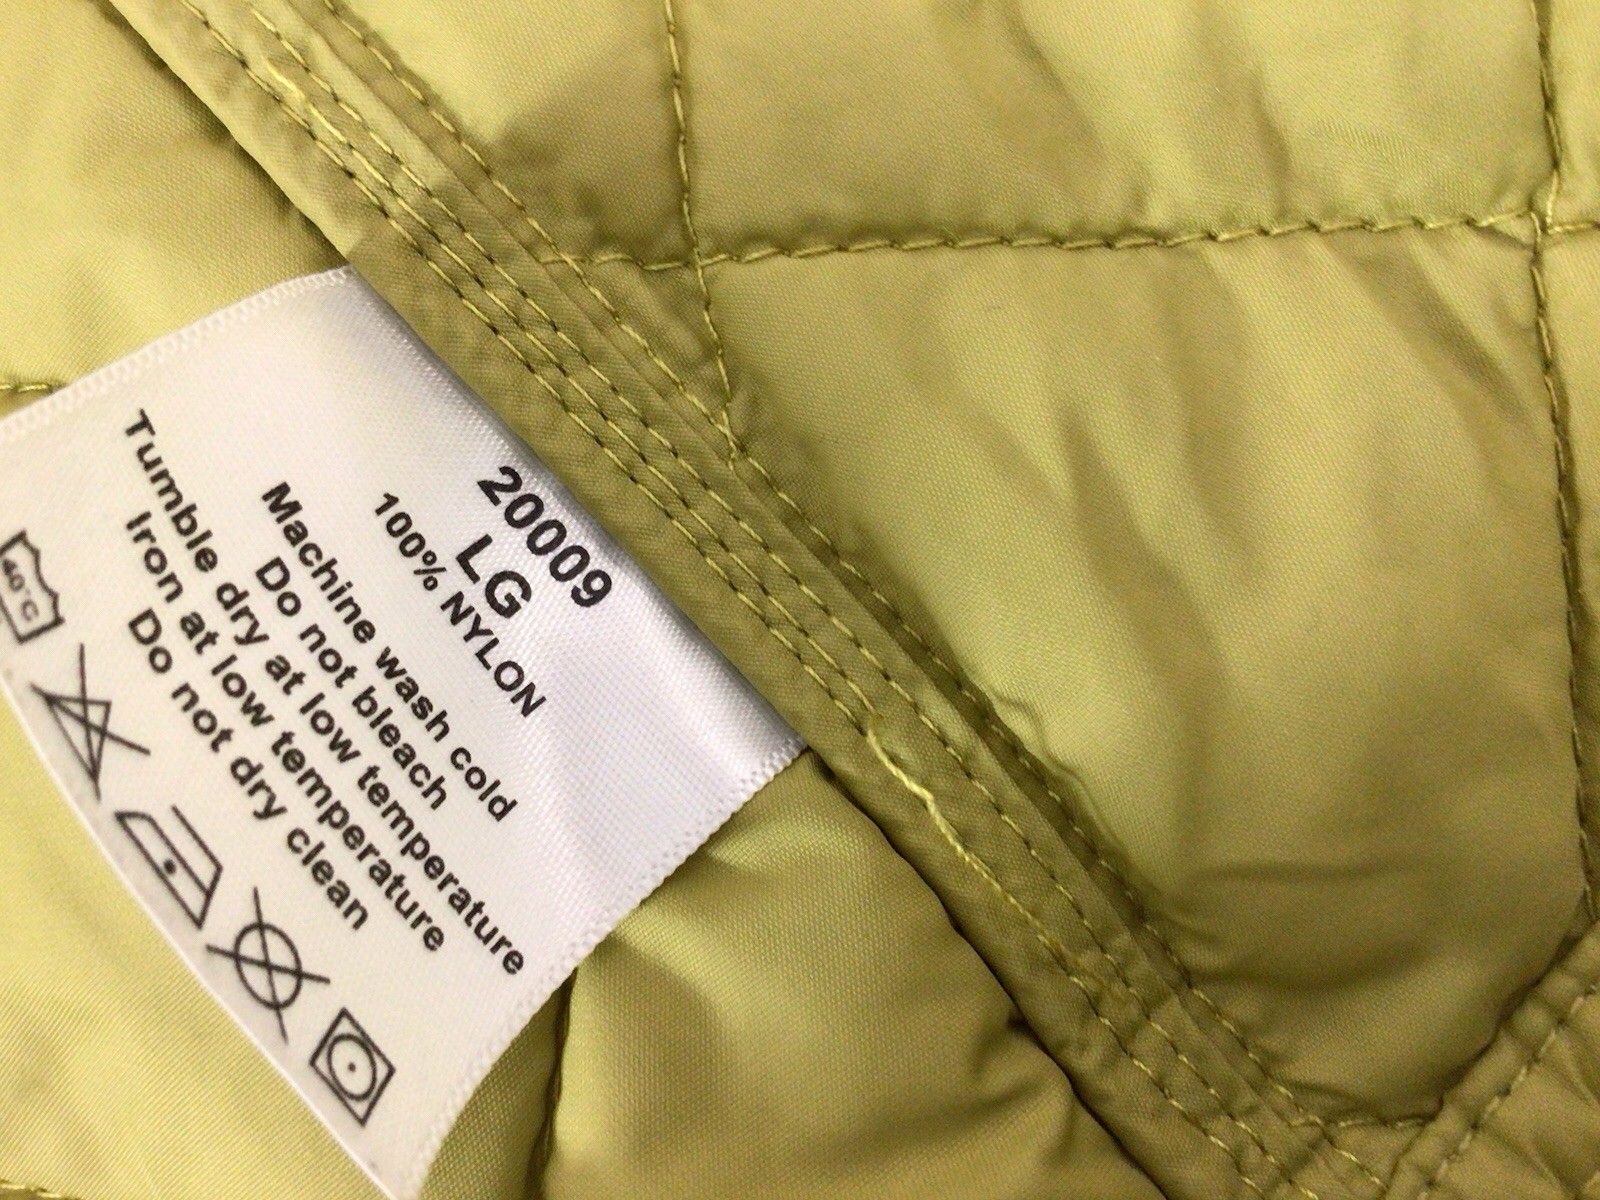 20009
LG
100% NYLON
Machine wash cold
Do not bleach
Tumble dry at low temperature
Iron at low temperature
Do not dry clean
40°C